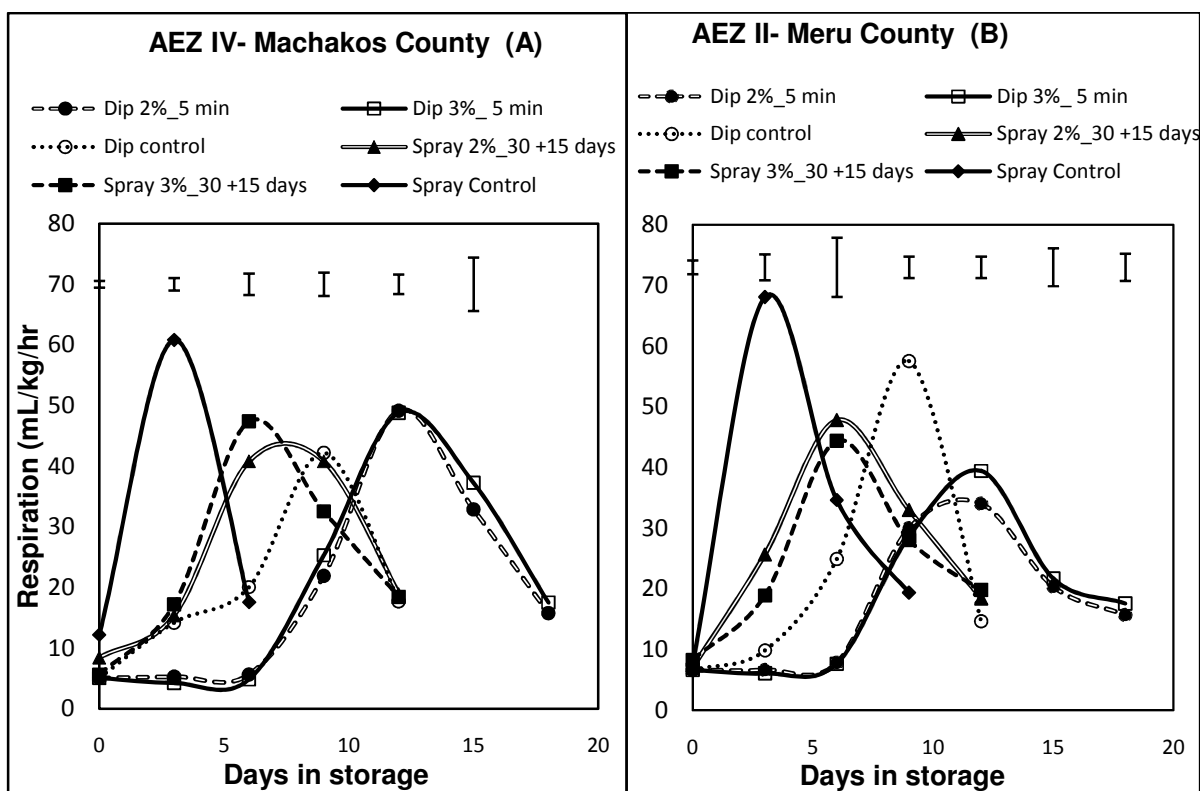 AEZ IV- Machakos County (A)
Dip 2%_5 min
Dip 3%_ 5 min
Dip control
Spray 2%_30 +15 days
Spray 3%_30 +15 days
Spray Control
80
70
60
50
40
30
20
10
0
Respiration (mL/kg/hr)
0
5
10
15
20
Days in storage
AEZ II- Meru County (B)
Dip 2%_5 min
Dip 3%_ 5 min
Dip control
Spray 2%_30 +15 days
Spray 3%_30 +15 days
Spray Control
80
70
60
50
40
30
20
10
0
0
5
10
15
20
Days in storage